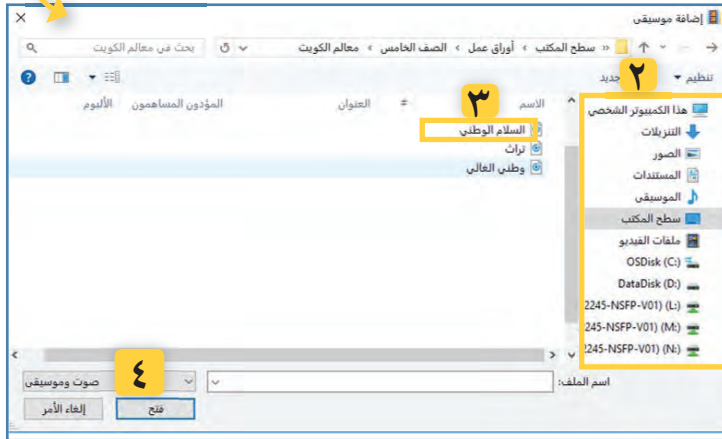 إضافة موسيقى
« سطح المكتب › أوراق عمل › الصف الخامس › معالم الكويت
بحث في معالم الكويت
تنظيم
جديد
٢
هذا الكمبيوتر الشخصي
التنزيلات
الصور
المستندات
الموسيقى
سطح المكتب
ملفات الفيديو
OSDisk (C:)
DataDisk (D:)
2245-NSFP-V01) (L:)
245-NSFP-V01) (M:)
2245-NSFP-V01) (N:)
الاسم # العنوان المؤدون المساهمون الألبوم
٣
السلام الوطني
تراث
وطني الغالي
اسم الملف:
صوت وموسيقى
٤
فتح
إلغاء الأمر